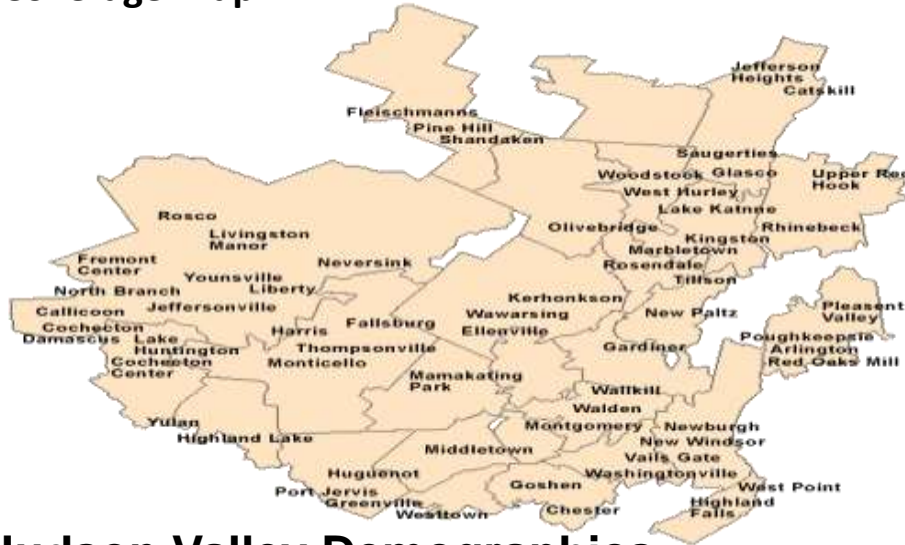 Jefferson
Heights
Catskill
Fleischmanns
Pine Hill
Shandaken
Saugerties
Woodstook Glasco
Upper Red
Hook
West Hurley
Lake Katnne
Rosco
Olivebridge
Rhinebeck
Livingston
Manor
Kingston
Marbletown
Fremont
Center
Neversink
Rosendale
Younsville
Tillson
North Branch
Liberty
Kerhonkson
Jeffersonville
Callicoon
Wawarsing
New Paltz
Pleasent
Valley
Cochecton
Harris
Fallsburg
Ellenville
Damascus Lake
Poughkeepsie
Huntington
Thompsonville
Gardiner
Arlington
Cochecton
Center
Monticello
Red Oaks Mill
Mamakating
Park
Wallkill
Walden
Yulan
Montgomery
Newburgh
Highland Lake
New Windsor
Middletown
Vails Gate
Huguenot
Washingtonville
Port Jervis
Goshen
West Point
Greenville
Highland
Falls
Westtown
Chester
Hudson Valley Demographics